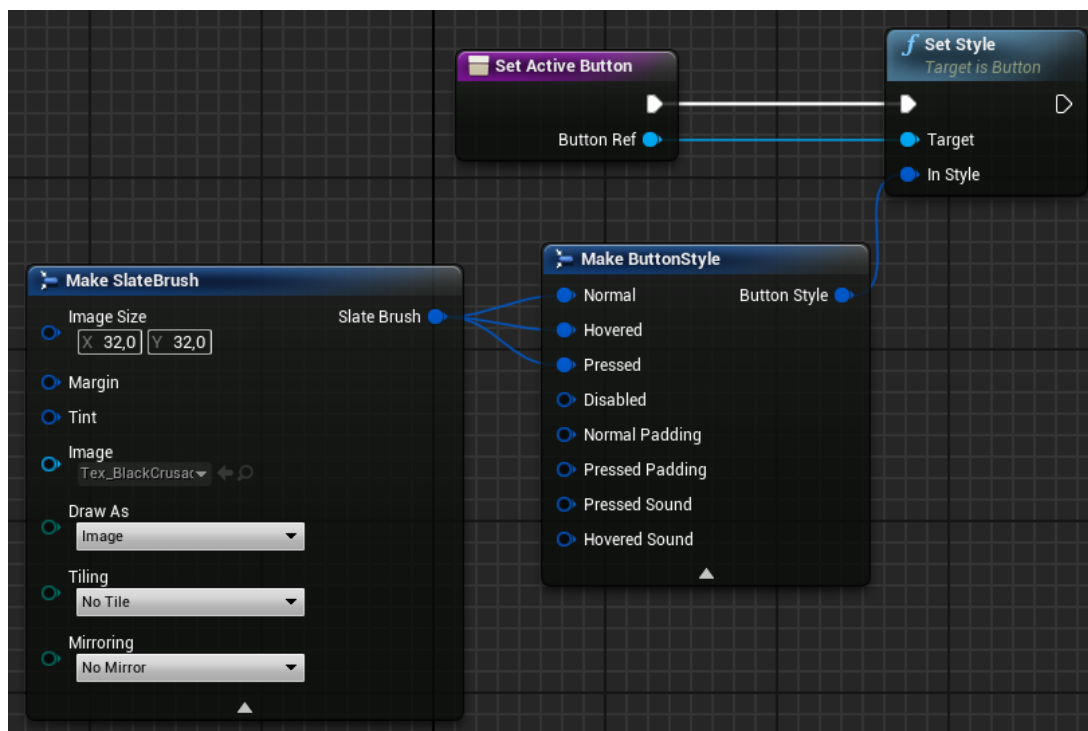 Set Active Button
Button Ref
Set Style
Target is Button
Target
In Style
Make SlateBrush
Image Size
X 32,0 Y 32,0
Slate Brush
Margin
Tint
Image
Tex_BlackCrusac
Draw As
Image
Tiling
No Tile
Mirroring
No Mirror
Make ButtonStyle
Normal
Button Style
Hovered
Pressed
Disabled
Normal Padding
Pressed Padding
Pressed Sound
Hovered Sound